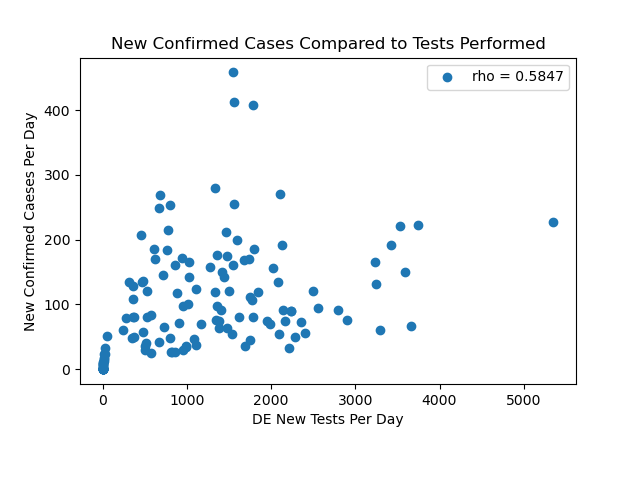 New Confirmed Cases Compared to Tests Performed
rho = 0.5847
New Confirmed Caeses Per Day
400
300
200
100
0
0 1000 2000 3000 4000 5000
DE New Tests Per Day